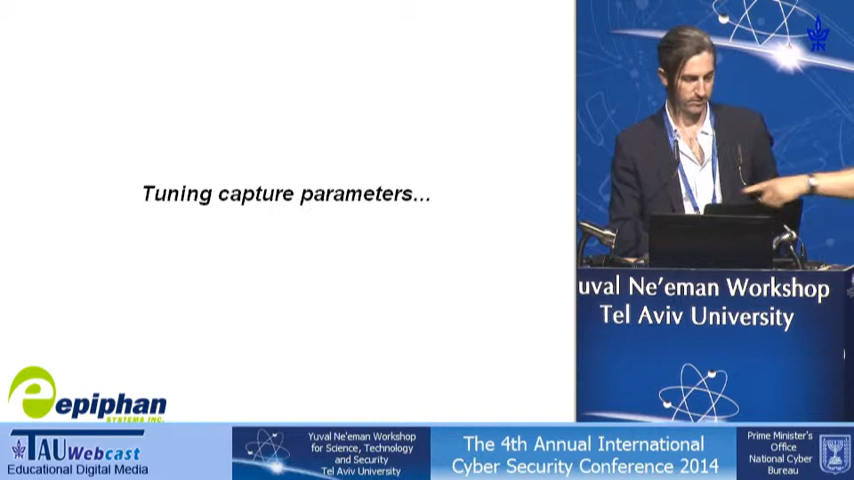 Tuning capture parameters...
uval Ne'eman Workshop
Tel Aviv University
epiphan
SYSTEMS INC.
TAU Webcast
Educational Digital Media
Yuval Ne'eman Workshop
for Science, Technology
and Security
Tel Aviv University
The 4th Annual International
Cyber Security Conference 2014
Prime Minister's
Office
National Cyber
Bureau